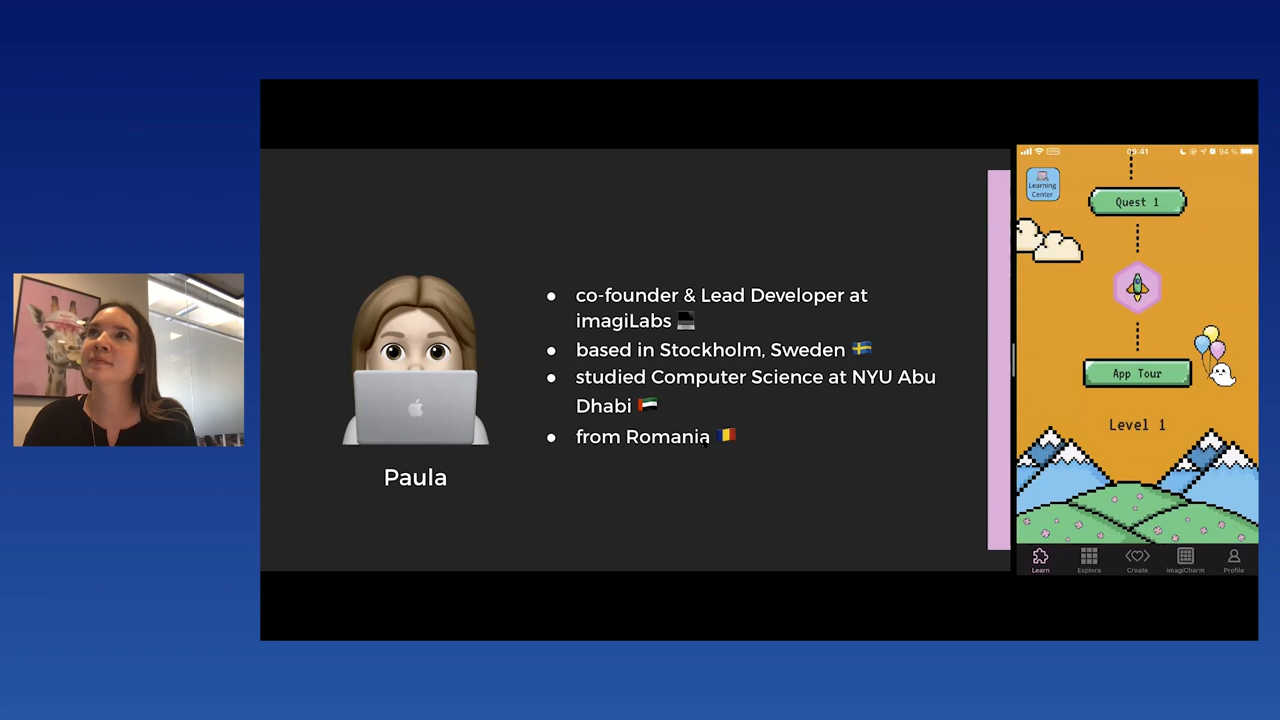 co-founder & Lead Developer at
imagiLabs 💻
based in Stockholm, Sweden 🇸🇪
studied Computer Science at NYU Abu
Dhabi 🇦🇪
from Romania 🇷🇴
Paula
94 %
Learning
Center
Quest 1
App Tour
Level 1
Learn
Explore
Create
imagiCharm
Profile